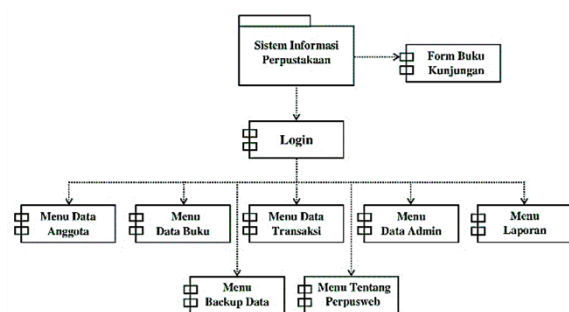 Sistem Informasi
Perpustakaan
Form Buku
Kunjungan
Login
Menu Data
Anggota
Menu
Data Buku
Menu Data
Transaksi
Menu
Data Admin
Menu
Laporan
Menu
Backup Data
Menu Tentang
Perpusweb